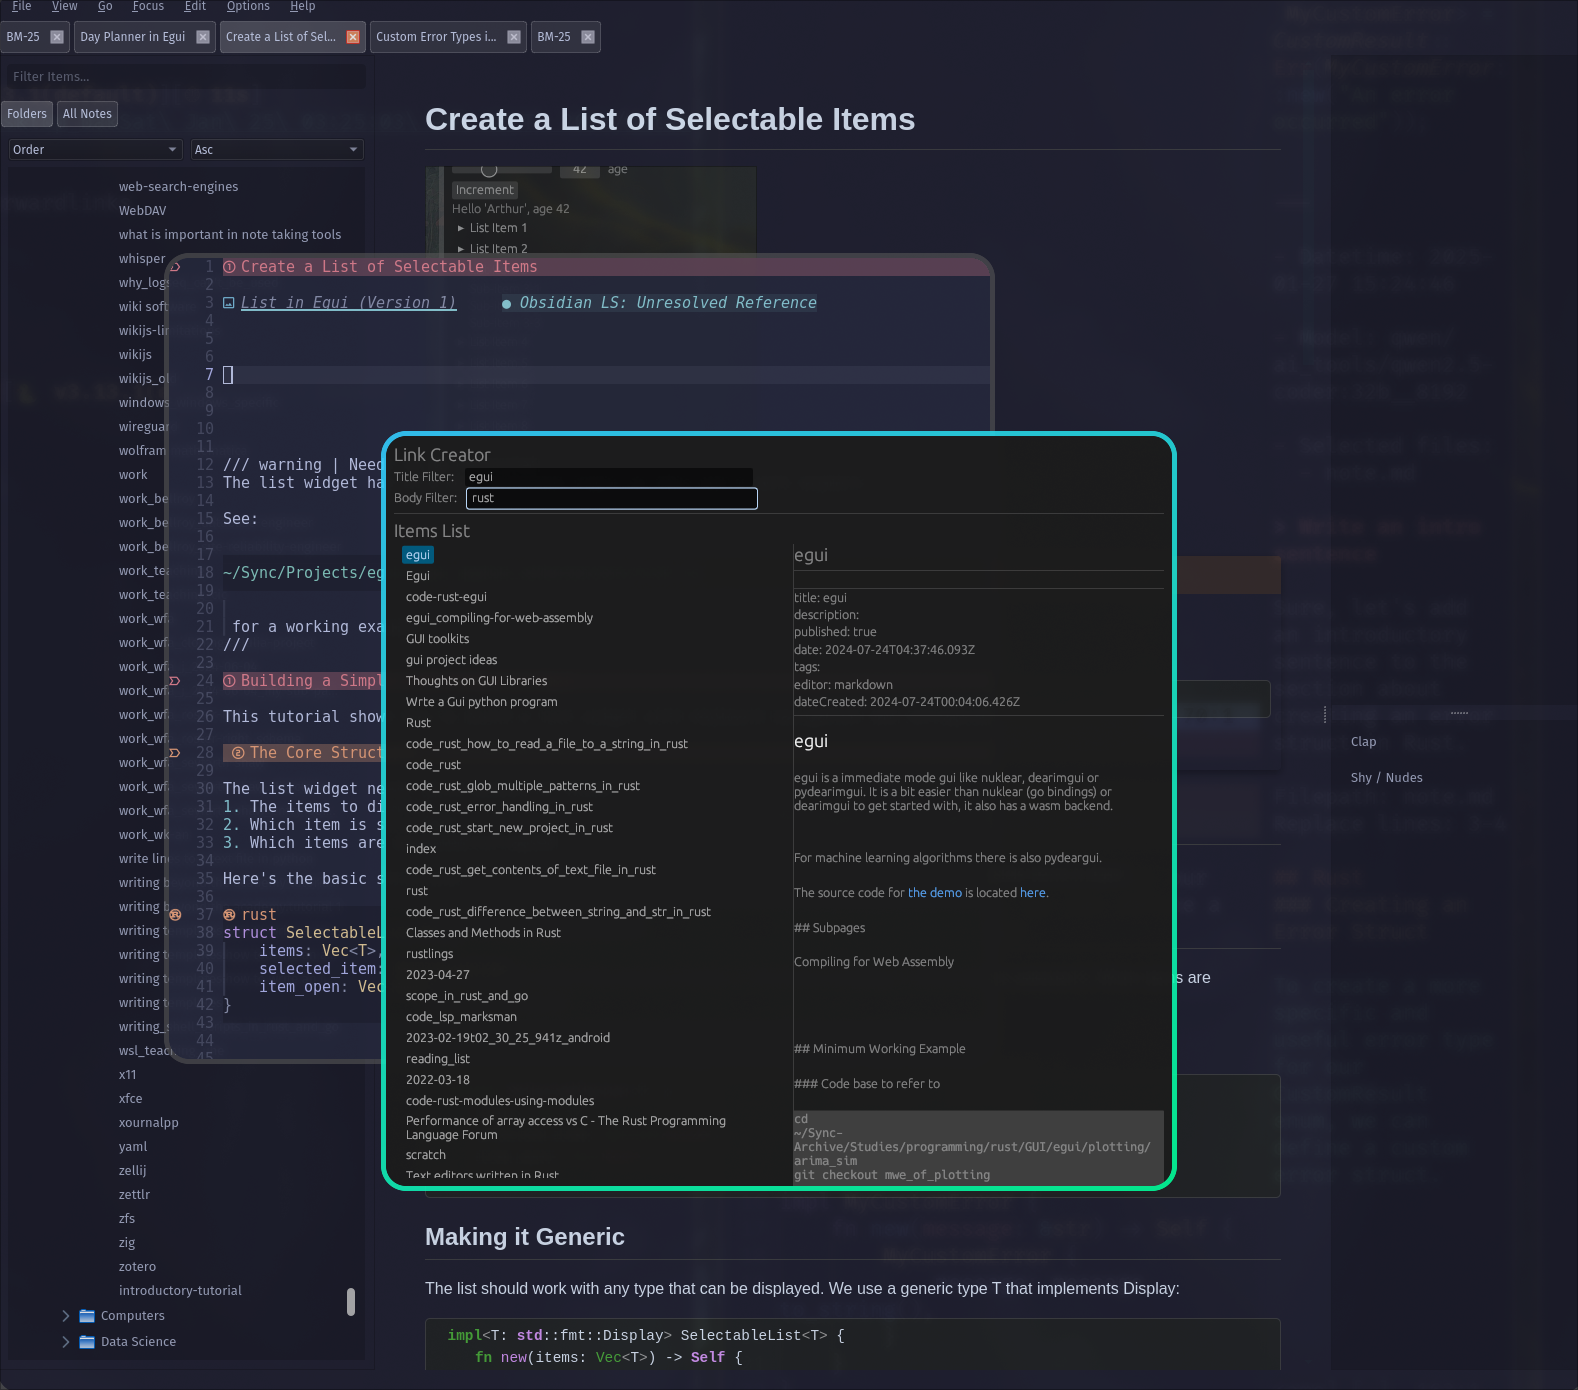 File View Go Focus Edit Options Help
BM-25 Day Planner in Egui Create a List of Sel... Custom Error Types i... BM-25
Filter Items...
Folders All Notes
Order Asc
web-search-engines
WebDAV
what is important in note taking tools
whisper
why_logs
wiki soft
wikijs-lin
wikijs
wikijs_ob
windows
wireguar
wolfram
work
work_be
work_be
work_be
work_be
work_tea
work_tea
work_wfa
work_wfa
work_wfa
work_wfa
work_wfa
work_wfa
work_wfa
work_wfa
work_wfa
work_wk
write line
writing b
writing b
writing t
writing t
writing t
writing t
writing_s
wsl_teac
x11
xfce
xournalpp
yaml
zellij
zettlr
zfs
zig
zotero
introductory-tutorial
Computers
Data Science
Create a List of Selectable Items
42 age
Increment
Hello 'Arthur', age 42
List Item 1
List Item 2
1 Create a List of Selectable Items
2
3 List in Egui (Version 1) ● Obsidian LS: Unresolved Reference
4
5
6
7
8
9
10
11
12 /// warning | Need
13 The list widget ha
14
15 See:
16
17
18 ~/Sync/Projects/eg
19
20
21 for a working exa
22 ///
23
24 Building a Simpl
25
26 This tutorial show
27
28 The Core Struct
29
30 The list widget ne
31 1. The items to di
32 2. Which item is s
33 3. Which items are
34
35 Here's the basic s
36
37 rust
38 struct SelectableL
39 items: Vec<T>,
40 selected_item:
41 item_open: Vec
42 }
43
44
45
Link Creator
Title Filter: egui
Body Filter: rust
Items List
egui
Egui
code-rust-egui
egui_compiling-for-web-assembly
GUI toolkits
gui project ideas
Thoughts on GUI Libraries
Wrte a Gui python program
Rust
code_rust_how_to_read_a_file_to_a_string_in_rust
code_rust
code_rust_glob_multiple_patterns_in_rust
code_rust_error_handling_in_rust
code_rust_start_new_project_in_rust
index
code_rust_get_contents_of_text_file_in_rust
rust
code_rust_difference_between_string_and_str_in_rust
Classes and Methods in Rust
rustlings
2023-04-27
scope_in_rust_and_go
code_lsp_marksman
2023-02-19t02_30_25_941z_android
reading_list
2022-03-18
code-rust-modules-using-modules
Performance of array access vs C - The Rust Programming
Language Forum
scratch
Text editors written in Rust
egui
title: egui
description:
published: true
date: 2024-07-24T04:37:46.093Z
tags:
editor: markdown
dateCreated: 2024-07-24T00:04:06.426Z
egui
egui is a immediate mode gui like nuklear, dearimgui or
pydearimgui. It is a bit easier than nuklear (go bindings) or
dearimgui to get started with, it also has a wasm backend.
For machine learning algorithms there is also pydeargui.
The source code for the demo is located here.
## Subpages
Compiling for Web Assembly
## Minimum Working Example
### Code base to refer to
cd
~/Sync-
Archive/Studies/programming/rust/GUI/egui/plotting/
arima_sim
git checkout mwe_of_plotting
s are
Clap
Shy / Nudes
Making it Generic
The list should work with any type that can be displayed. We use a generic type T that implements Display:
impl<T: std::fmt::Display> SelectableList<T> {
fn new(items: Vec<T>) -> Self {